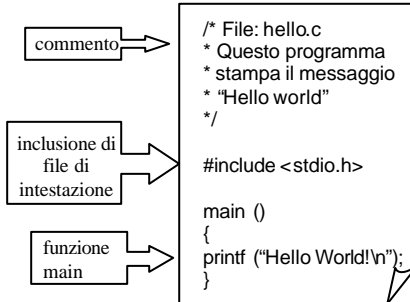 commento
inclusione di
file di
intestazione
funzione
main
/* File: hello.c
* Questo programma
* stampa il messaggio
* “Hello world”
*/
#include <stdio.h>
main ()
{
printf (“Hello World!\n”);
}